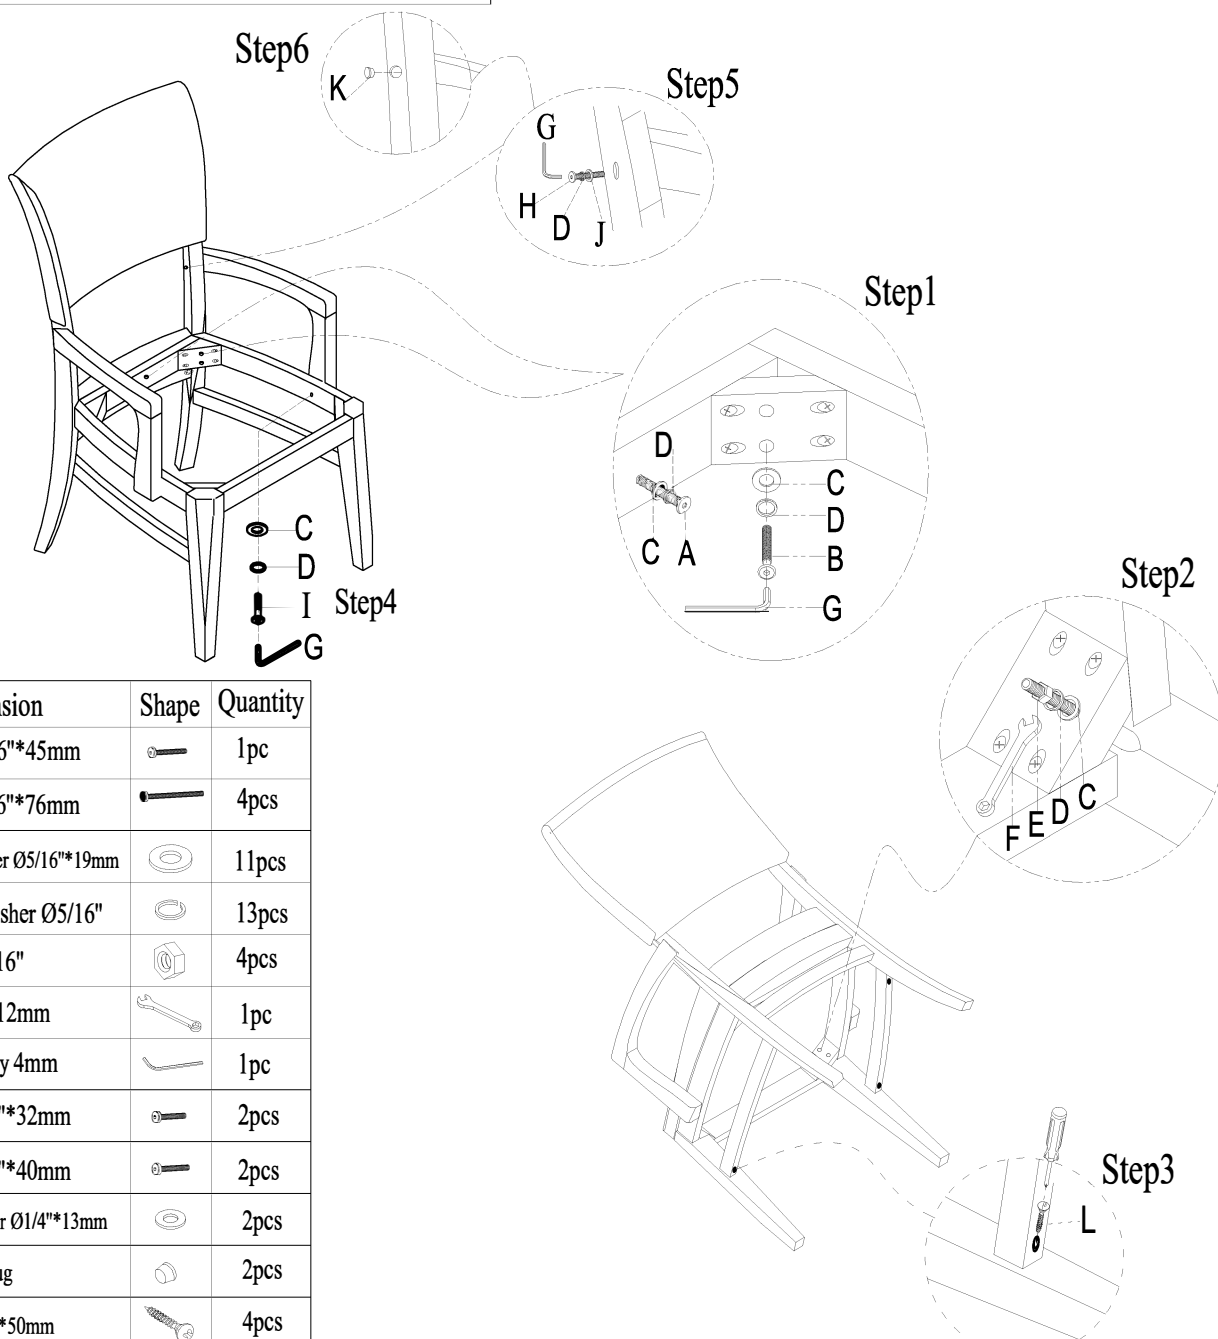 Step6
K
Step5
G
H
D
J
Step1
D
C
A
C
D
B
G
C
D
I
Step4
G
Step2
F
E
D
C
Step3
L
sion Shape Quantity
6"*45mm 1pc
6"*76mm 4pcs
er Ø5/16"*19mm 11pcs
sher Ø5/16" 13pcs
16" 4pcs
12mm 1pc
y 4mm 1pc
"*32mm 2pcs
"*40mm 2pcs
r Ø1/4"*13mm 2pcs
ug 2pcs
*50mm 4pcs